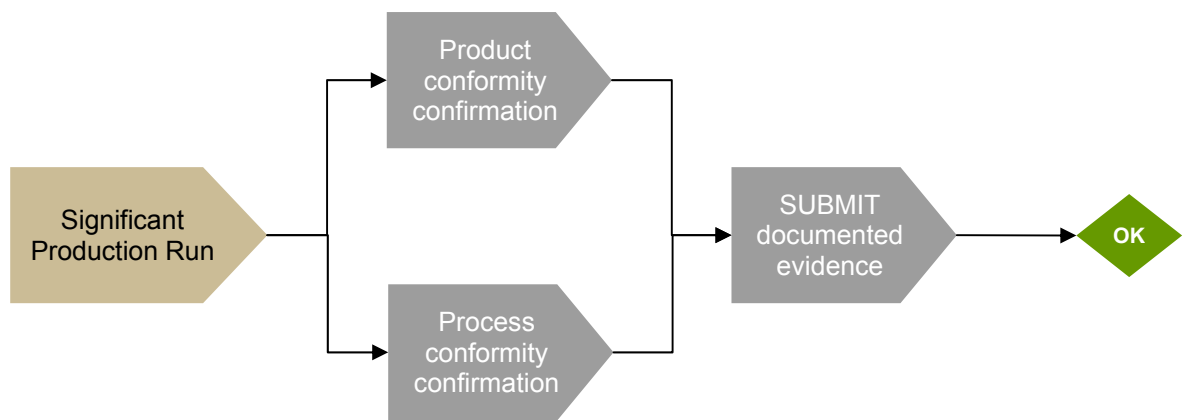 Product
conformity
confirmation
Significant
Production Run
SUBMIT
documented
evidence
OK
Process
conformity
confirmation